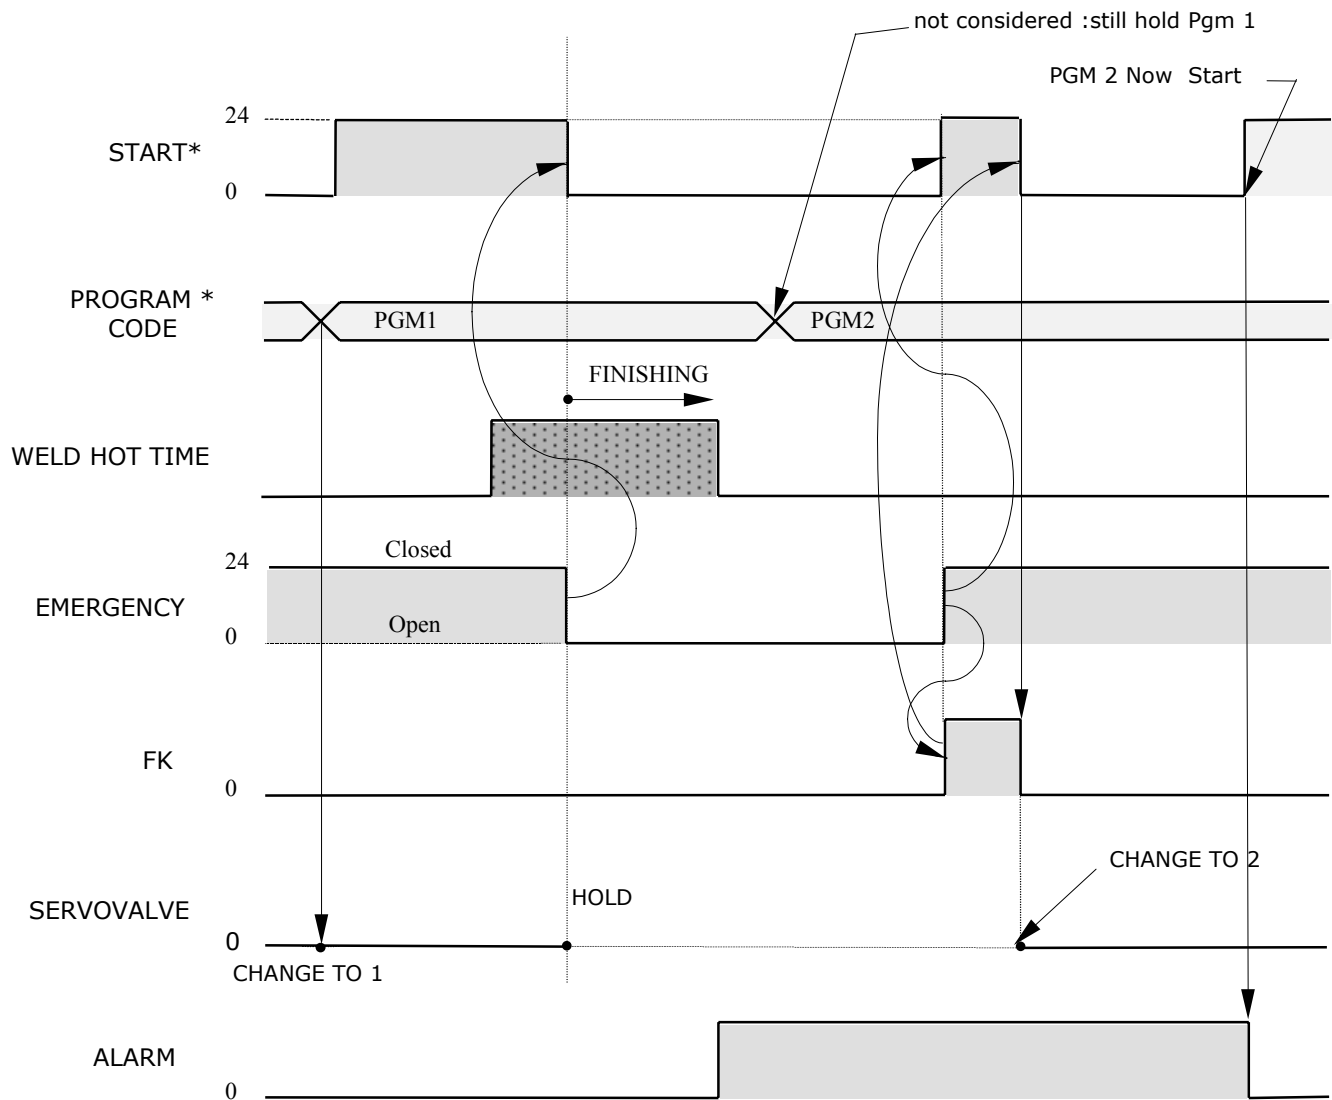 not considered :still hold Pgm 1
PGM 2 Now Start
24
START*
0
PROGRAM *
CODE
PGM1
PGM2
FINISHING
WELD HOT TIME
Closed
24
EMERGENCY
Open
0
FK
0
CHANGE TO 2
HOLD
SERVOVALVE
0
CHANGE TO 1
ALARM
0